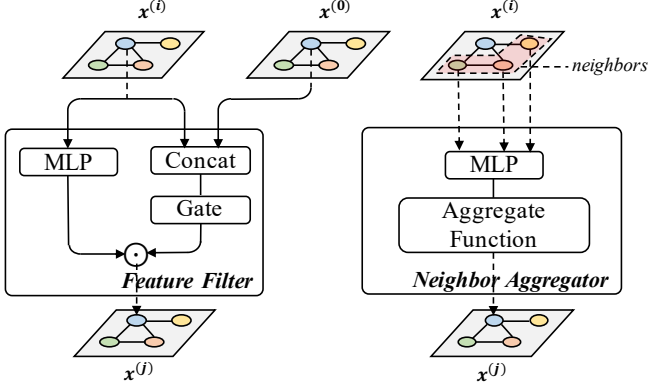 x^(i)
x^(0)
x^(i)
neighbors
MLP
Concat
Gate
Feature Filter
x^(j)
MLP
Aggregate
Function
Neighbor Aggregator
x^(j)